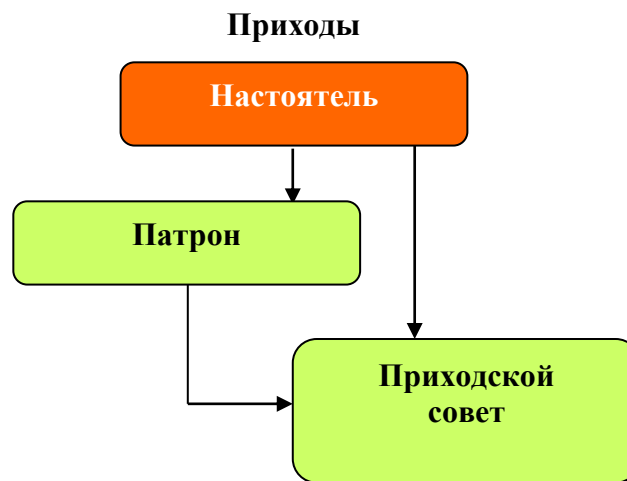 Приходы
Настоятель
Патрон
Приходской
совет